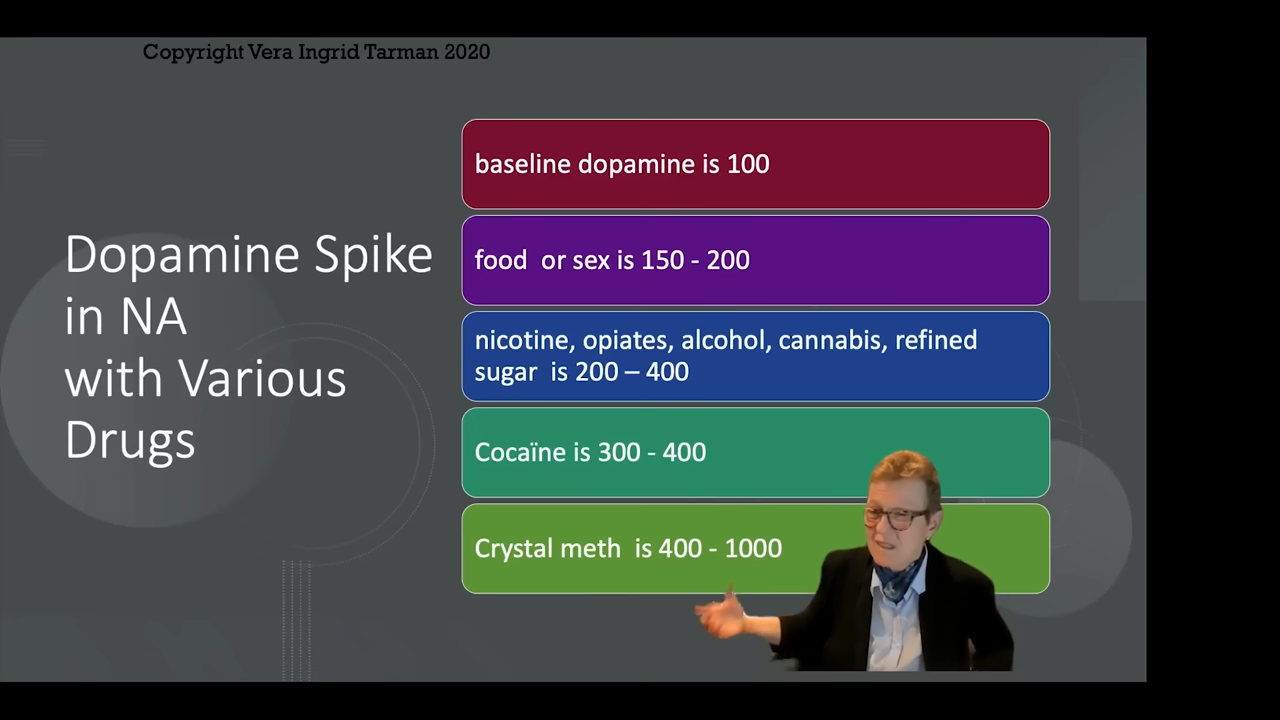 Copyright Vera Ingrid Tarman 2020
Dopamine Spike
in NA
with Various
Drugs
baseline dopamine is 100
food  or sex is 150 - 200
nicotine, opiates, alcohol, cannabis, refined
sugar  is 200 – 400
Cocaïne is 300 - 400
Crystal meth  is 400 - 1000